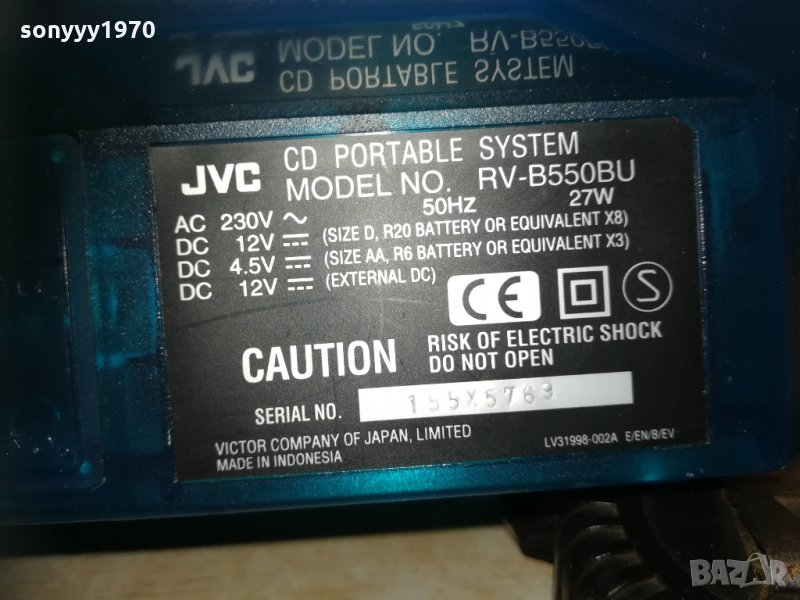 sonyyy1970
JVC
MODEL NO. RV-B550BU
CD PORTABLE SYSTEM
JVC CD PORTABLE SYSTEM
MODEL NO. RV-B550BU
AC 230V ~ 50HZ 27W
DC 12V ⎓ (SIZE D, R20 BATTERY OR EQUIVALENT X8)
DC 4.5V ⎓ (SIZE AA, R6 BATTERY OR EQUIVALENT X3)
DC 12V ⎓ (EXTERNAL DC)
CE S
CAUTION RISK OF ELECTRIC SHOCK
DO NOT OPEN
SERIAL NO. 155X5769
VICTOR COMPANY OF JAPAN, LIMITED
MADE IN INDONESIA
LV31998-002A E/EN/B/EV
BAZAR